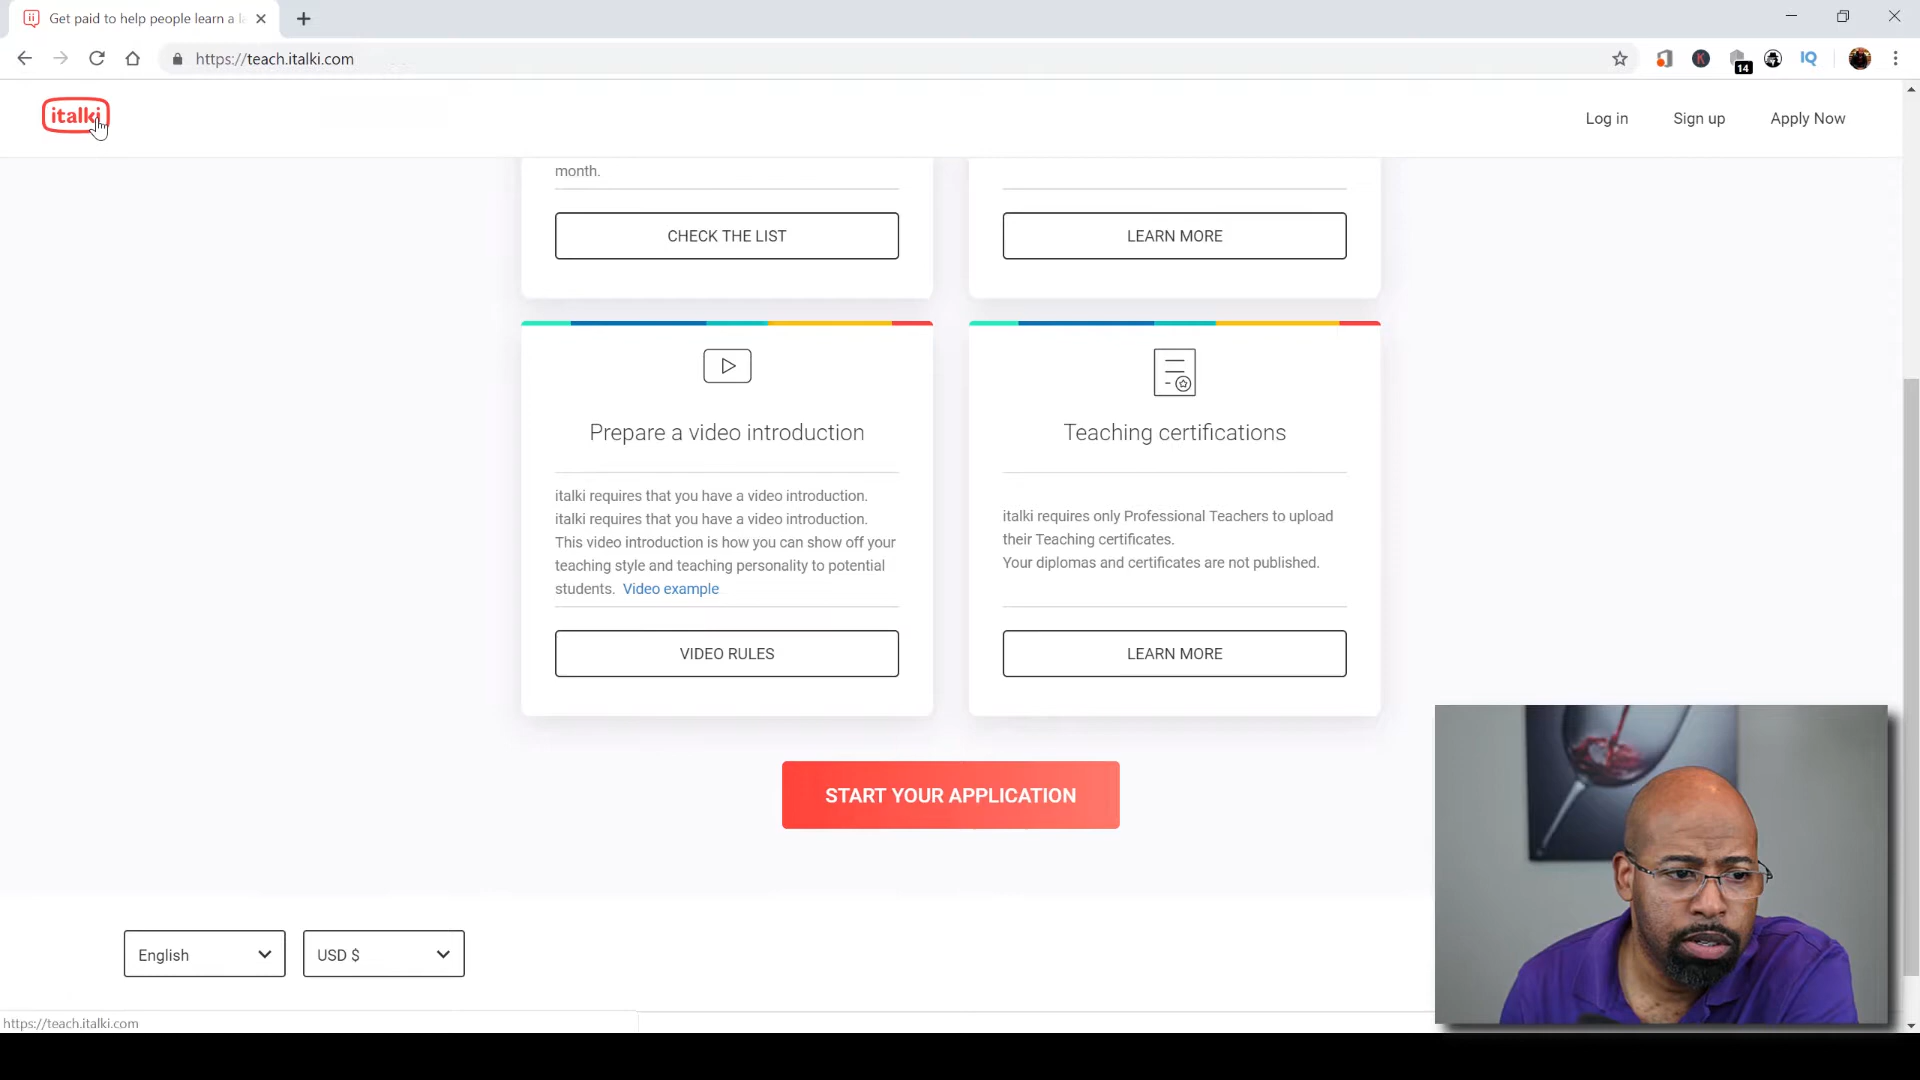 Get paid to help people learn a la
https://teach.italki.com
14
IQ
K
italki
Log in
Sign up
Apply Now
month.
CHECK THE LIST
LEARN MORE
Prepare a video introduction
Teaching certifications
italki requires that you have a video introduction.
italki requires that you have a video introduction.
This video introduction is how you can show off your
teaching style and teaching personality to potential
students. Video example
italki requires only Professional Teachers to upload
their Teaching certificates.
Your diplomas and certificates are not published.
VIDEO RULES
LEARN MORE
START YOUR APPLICATION
English
USD $
https://teach.italki.com